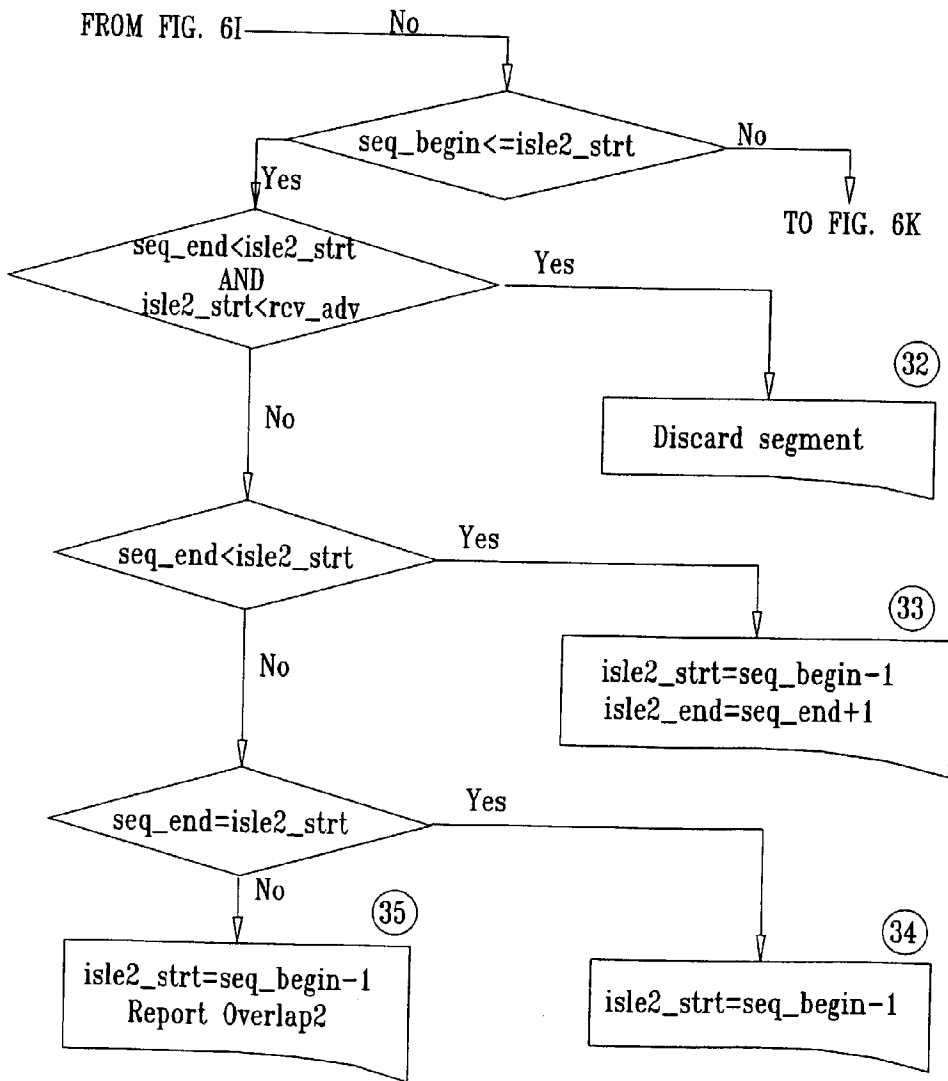 FROM FIG. 6I
No
seq_begin<=isle2_strt
No
Yes
TO FIG. 6K
seq_end<isle2_strt
AND
isle2_strt<rcv_adv
Yes
32
No
Discard segment
seq_end<isle2_strt
Yes
33
No
isle2_strt=seq_begin-1
isle2_end=seq_end+1
seq_end=isle2_strt
Yes
No
35
34
isle2_strt=seq_begin-1
Report Overlap2
isle2_strt=seq_begin-1